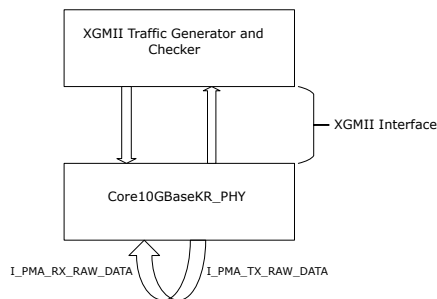 XGMII Traffic Generator and
Checker
XGMII Interface
Core10GBaseKR_PHY
I_PMA_RX_RAW_DATA
I_PMA_TX_RAW_DATA